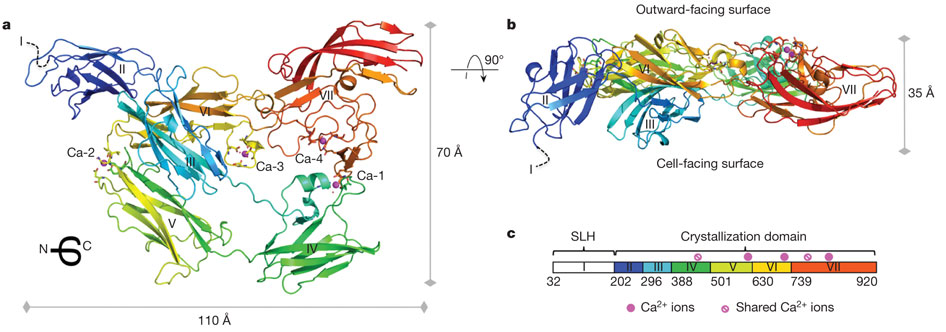 a
I
II
VI
VII
III
Ca-2
Ca-3
Ca-4
Ca-1
V
IV
N
C
70 Å
110 Å
90°
b
Outward-facing surface
II
VI
III
VII
I
35 Å
Cell-facing surface
c
SLH Crystallization domain
I II III IV V VI VII
32 202 296 388 501 630 739 920
Ca²⁺ ions Shared Ca²⁺ ions